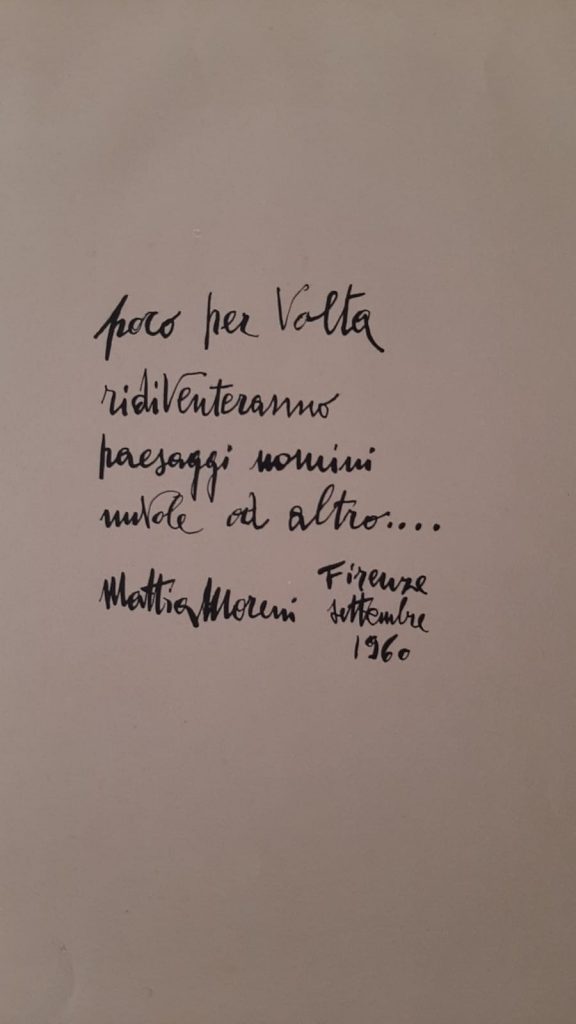 poco per Volta
ridiventeranno
paesaggi uomini
nuvole od altro....
Mattia Moreni Firenze
settembre
1960